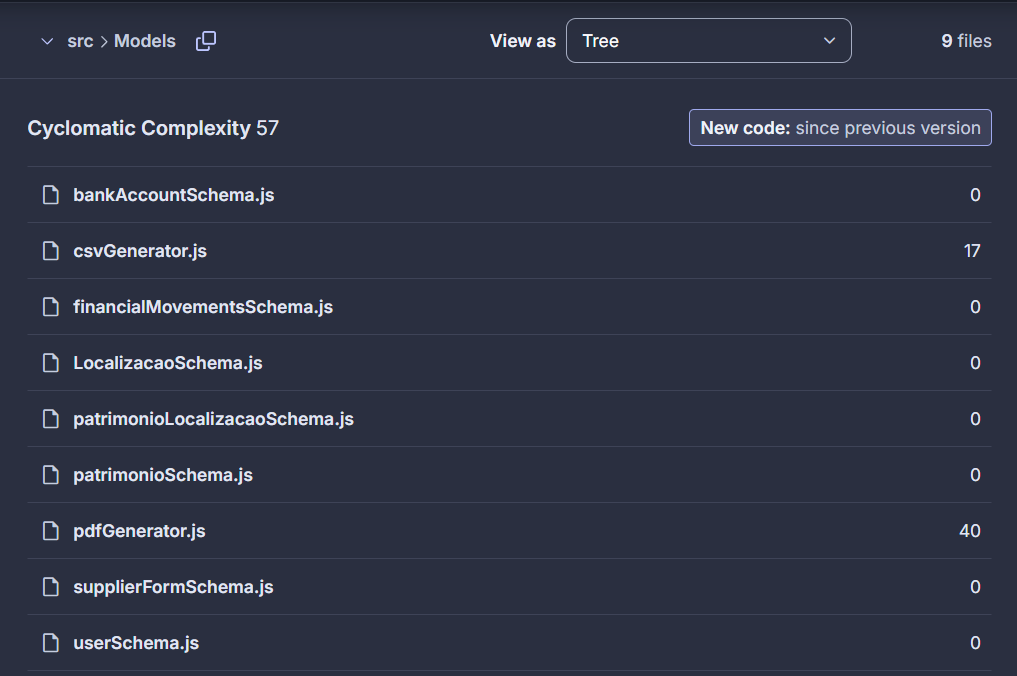 src > Models View as Tree 9 files
Cyclomatic Complexity 57 New code: since previous version
bankAccountSchema.js 0
csvGenerator.js 17
financialMovementsSchema.js 0
LocalizacaoSchema.js 0
patrimonioLocalizacaoSchema.js 0
patrimonioSchema.js 0
pdfGenerator.js 40
supplierFormSchema.js 0
userSchema.js 0